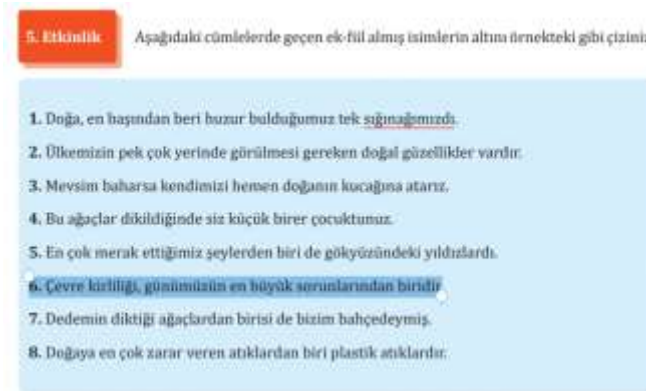 5. Etkinlik
Aşağıdaki cümlelerde geçen ek-fiil almış isimlerin altını örnekteki gibi çiziniz
1. Doğa, en başından beri huzur bulduğumuz tek sığınağımızdı.
2. Ülkemizin pek çok yerinde görülmesi gereken doğal güzellikler vardır.
3. Mevsim baharsa kendimizi hemen doğanın kucağına atarız.
4. Bu ağaçlar dikildiğinde siz küçük birer çocuktunuz.
5. En çok merak ettiğimiz şeylerden biri de gökyüzündeki yıldızlardı.
6. Çevre kirliliği, günümüzün en büyük sorunlarından biridir
7. Dedemin diktiği ağaçlardan birisi de bizim bahçedeymiş.
8. Doğaya en çok zarar veren atıklardan biri plastik atıklardır.